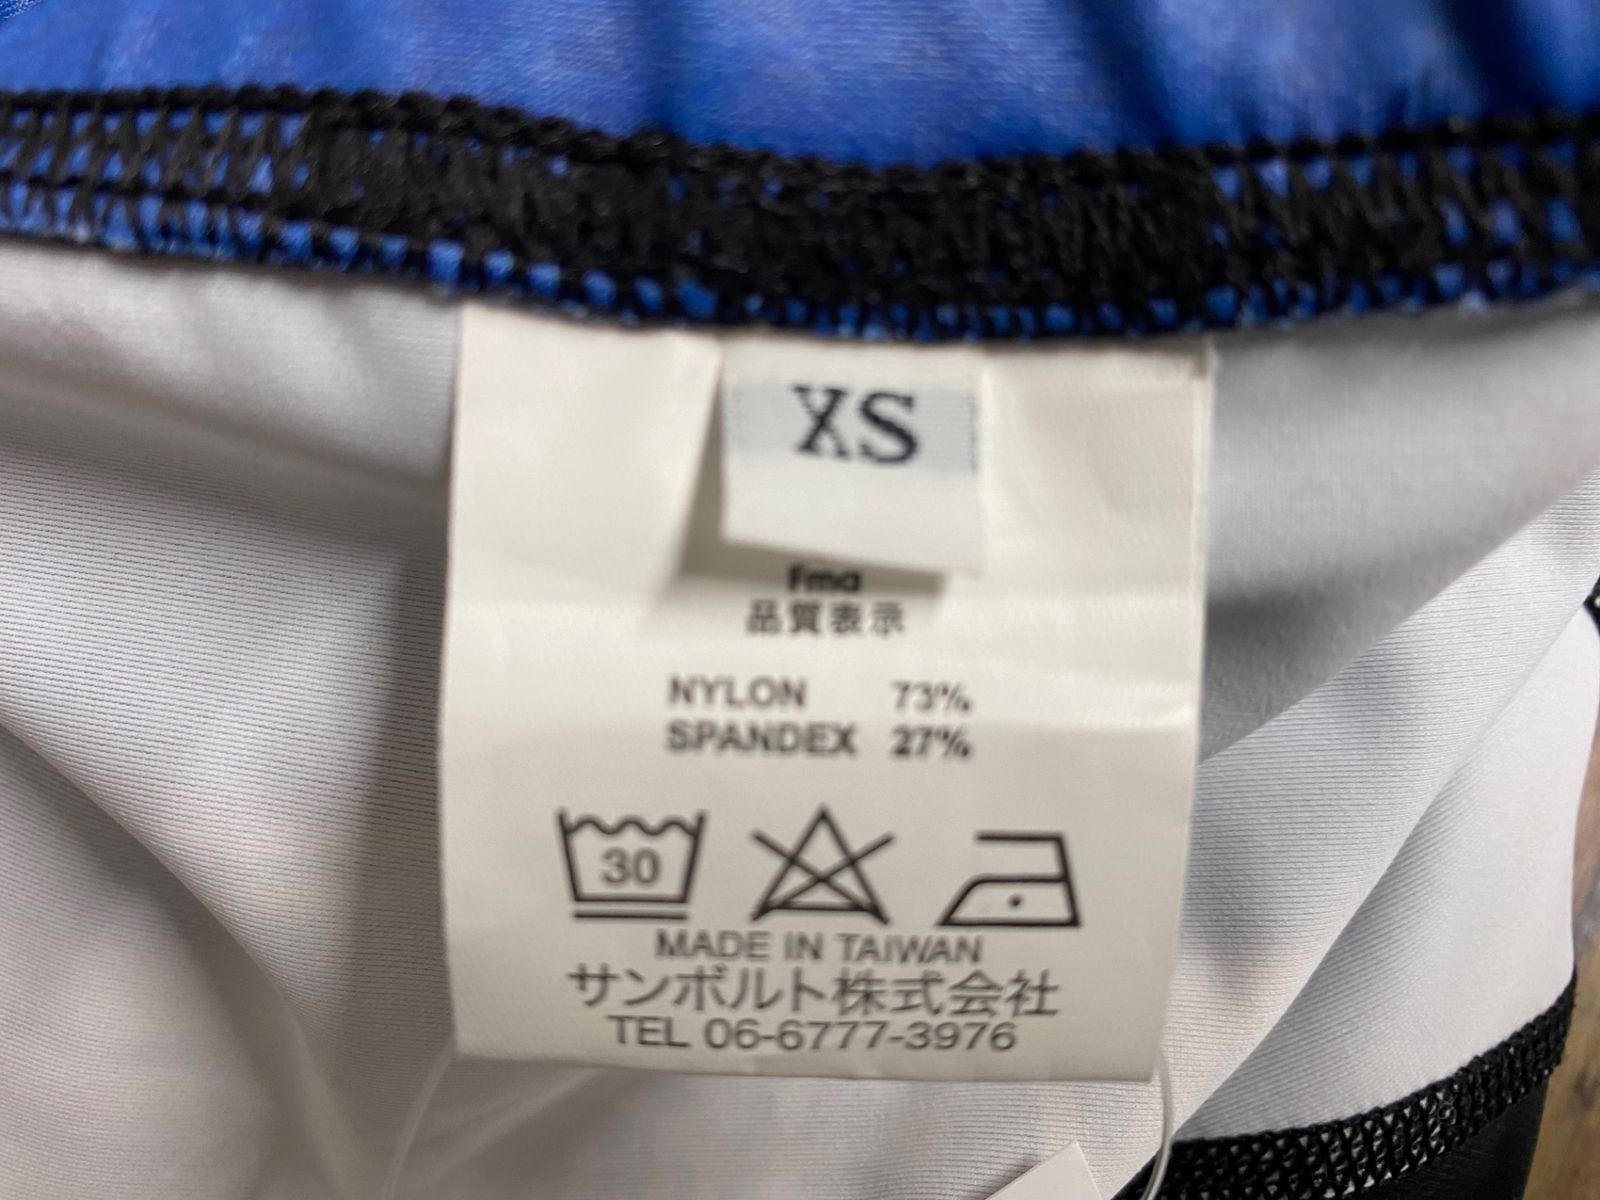 XS
fma
品質表示
NYLON 73%
SPANDEX 27%
30
MADE IN TAIWAN
サンボルト株式会社
TEL 06-6777-3976